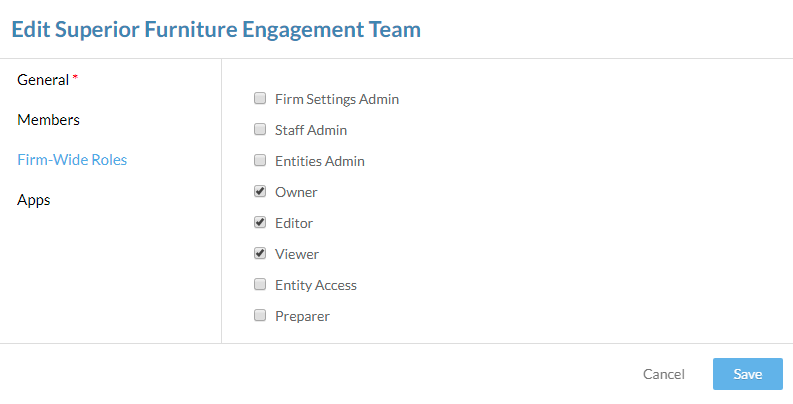 Edit Superior Furniture Engagement Team
General *
Members
Firm-Wide Roles
Apps
Firm Settings Admin
Staff Admin
Entities Admin
Owner
Editor
Viewer
Entity Access
Preparer
Cancel
Save